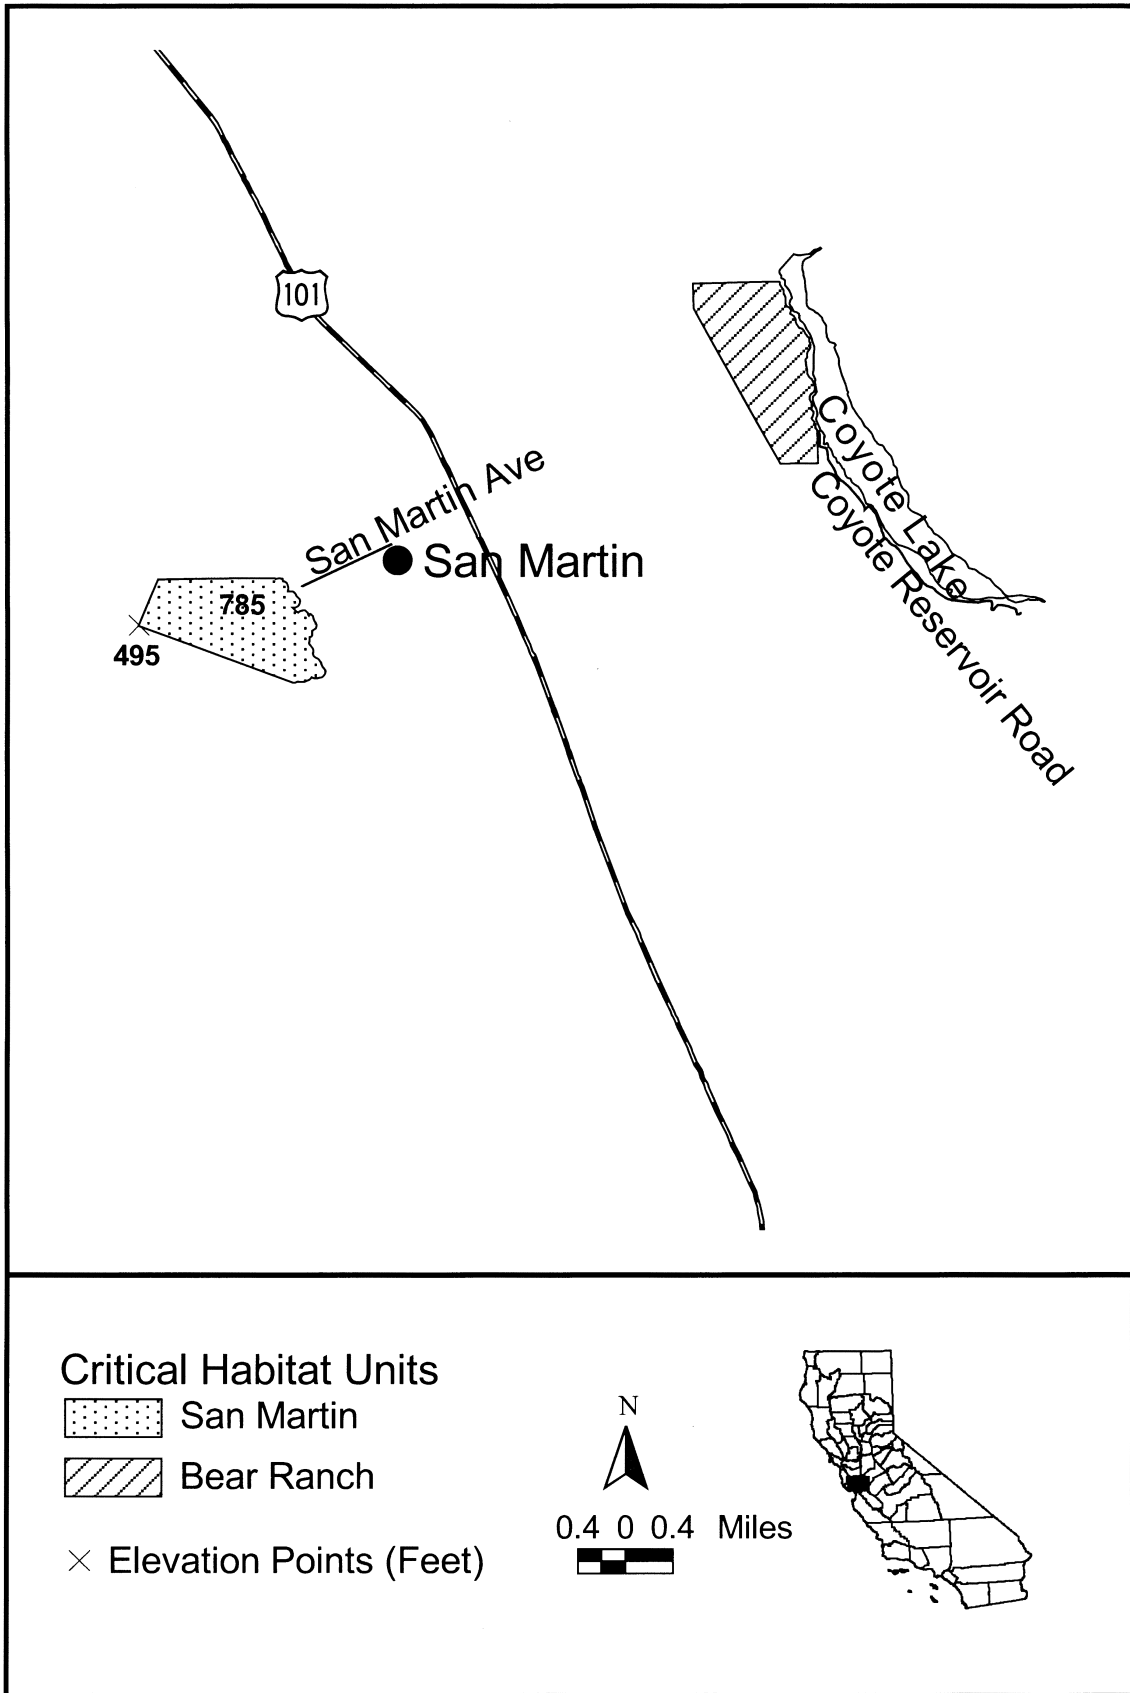 101
Coyote Lake
Coyote Reservoir Road
San Martin Ave
San Martin
785
495
Critical Habitat Units
San Martin
Bear Ranch
Elevation Points (Feet)
N
0.4 0 0.4 Miles